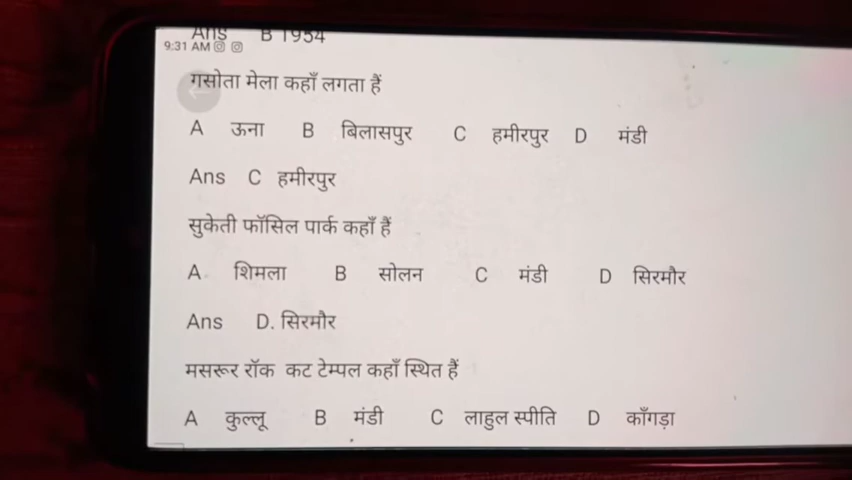 Ans B 1954
9:31 AM
गसोता मेला कहाँ लगता हैं
A ऊना B बिलासपुर C हमीरपुर D मंडी
Ans C हमीरपुर
सुकेती फॉसिल पार्क कहाँ हैं
A. शिमला B सोलन C मंडी D सिरमौर
Ans D. सिरमौर
मसरूर रॉक कट टेम्पल कहाँ स्थित हैं
A कुल्लू B मंडी C लाहुल स्पीति D काँगड़ा